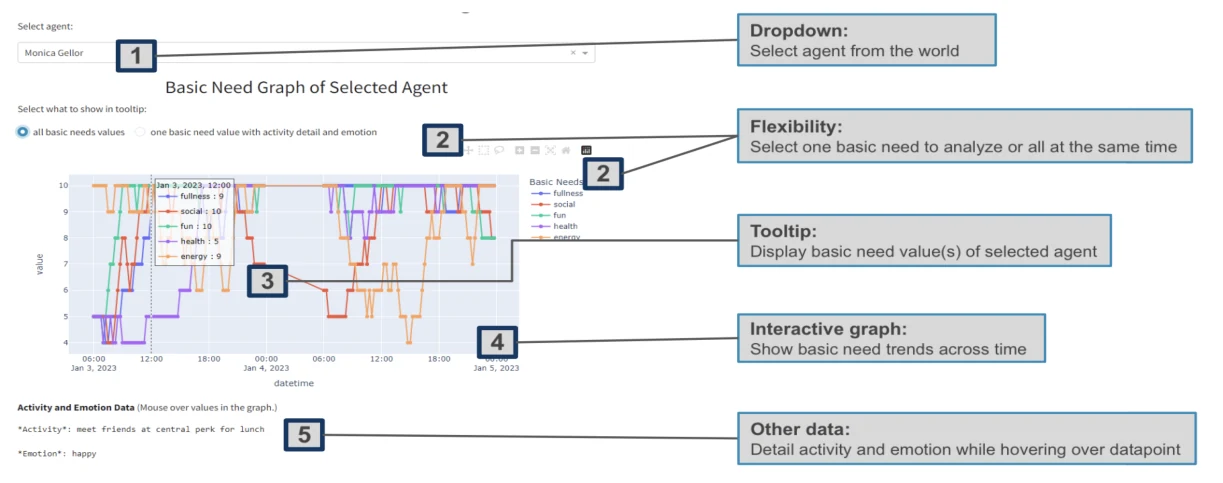 Select agent:
Monica Gellor
1
Dropdown:
Select agent from the world
Basic Need Graph of Selected Agent
Select what to show in tooltip:
all basic needs values one basic need value with activity detail and emotion
2
Flexibility:
Select one basic need to analyze or all at the same time
2
Basic Needs
fullness
social
fun
health
energy
Jan 3, 2023, 12:00
fullness : 9
social : 10
fun : 10
health : 5
energy : 9
10
9
8
7
6
5
4
value
3
Tooltip:
Display basic need value(s) of selected agent
4
Interactive graph:
Show basic need trends across time
06:00 12:00 18:00 00:00 06:00 12:00 18:00 00:00
Jan 3, 2023 Jan 4, 2023 Jan 5, 2023
datetime
Activity and Emotion Data (Mouse over values in the graph.)
*Activity*: meet friends at central perk for lunch
*Emotion*: happy
5
Other data:
Detail activity and emotion while hovering over datapoint